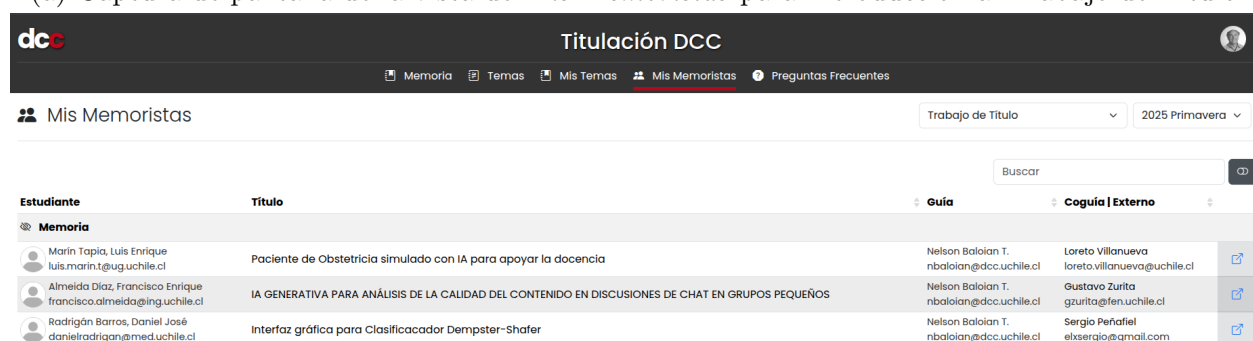 dcc
Titulación DCC
Memoria Temas Mis Temas Mis Memoristas Preguntas Frecuentes
Mis Memoristas
Trabajo de Título 2025 Primavera
Buscar
Estudiante Título Guía Coguía | Externo
Memoria
Marín Tapia, Luis Enrique
luis.marin.t@ug.uchile.cl
Paciente de Obstetricia simulado con IA para apoyar la docencia
Nelson Baloian T.
nbaloian@dcc.uchile.cl
Loreto Villanueva
loreto.villanueva@uchile.cl
Almeida Díaz, Francisco Enrique
francisco.almeida@ing.uchile.cl
IA GENERATIVA PARA ANÁLISIS DE LA CALIDAD DEL CONTENIDO EN DISCUSIONES DE CHAT EN GRUPOS PEQUEÑOS
Nelson Baloian T.
nbaloian@dcc.uchile.cl
Gustavo Zurita
gzurita@fen.uchile.cl
Radrigán Barros, Daniel José
danielradrigan@med.uchile.cl
Interfaz gráfica para Clasificacador Dempster-Shafer
Nelson Baloian T.
nbaloian@dcc.uchile.cl
Sergio Peñafiel
elxsergio@gmail.com